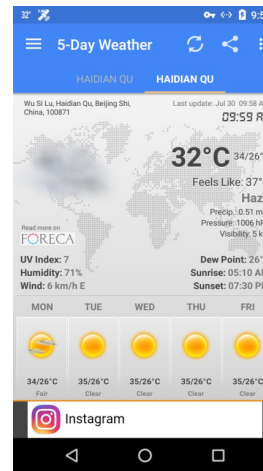 32°
9:5
5-Day Weather
HAIDIAN QU
HAIDIAN QU
Wu Si Lu, Haidian Qu, Beijing Shi,
China, 100871
Last update: Jul 30 09:58 A
09:59 A
32°C 34/26°
Feels Like: 37°
Haz
Precip.: 0.51 m
Pressure: 1006 hP
Visibility: 5 k
Read more on
FORECA
UV Index: 7
Humidity: 71%
Wind: 6 km/h E
Dew Point: 26°
Sunrise: 05:10 A
Sunset: 07:30 P
MON TUE WED THU FRI
34/26°C 35/26°C 35/26°C 35/26°C 35/26°C
Fair Clear Clear Clear Clear
Instagram